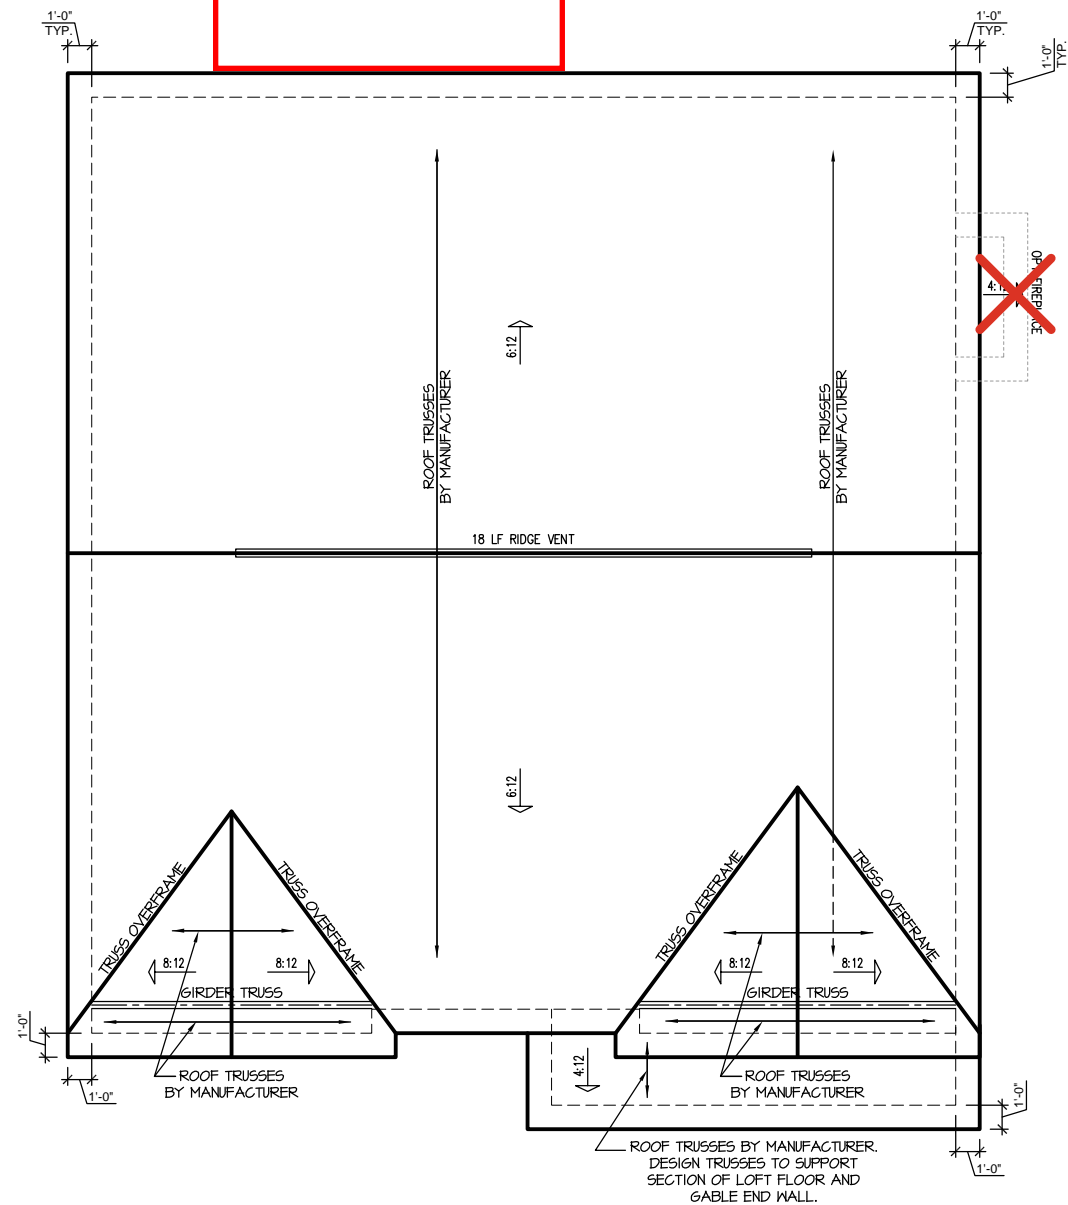 1'-0"
TYP.
1'-0"
TYP.
1'-0"
TYP.
4:12
6:12
ROOF TRUSSES
BY MANUFACTURER
ROOF TRUSSES
BY MANUFACTURER
18 LF RIDGE VENT
6:12
TRUSS OVERFRAME
TRUSS OVERFRAME
TRUSS OVERFRAME
TRUSS OVERFRAME
8:12
8:12
8:12
8:12
GIRDER TRUSS
GIRDER TRUSS
1'-0"
4:12
ROOF TRUSSES
BY MANUFACTURER
ROOF TRUSSES
BY MANUFACTURER
1'-0"
1'-0"
ROOF TRUSSES BY MANUFACTURER.
DESIGN TRUSSES TO SUPPORT
SECTION OF LOFT FLOOR AND
GABLE END WALL.
1'-0"